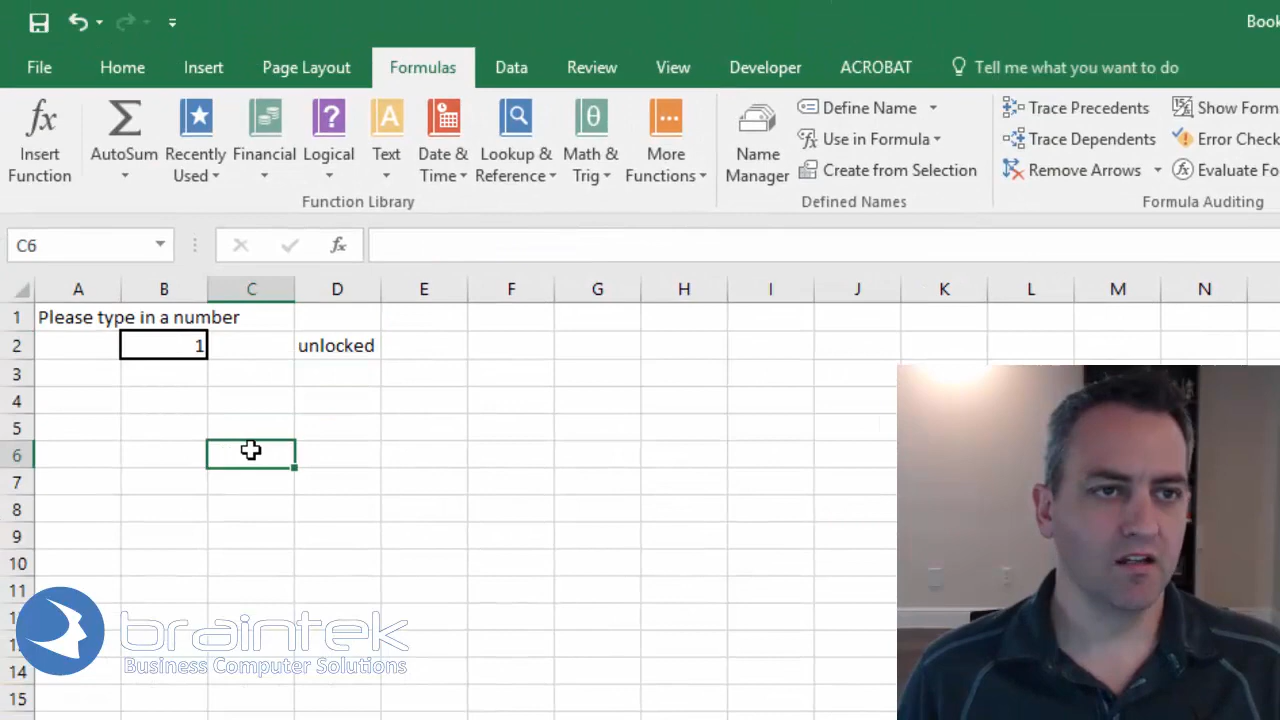 Book
File Home Insert Page Layout Formulas Data Review View Developer ACROBAT Tell me what you want to do
fx Σ ? A θ
Insert Function
AutoSum
Recently Used
Financial
Logical
Text
Date & Time
Lookup & Reference
Math & Trig
More Functions
Function Library
Name Manager
Define Name
Use in Formula
Create from Selection
Defined Names
Trace Precedents
Trace Dependents
Remove Arrows
Show Form
Error Check
Evaluate Fo
Formula Auditing
C6 fx
A B C D E F G H I J K L M N
1 Please type in a number
2 1 unlocked
3
4
5
6
7
8
9
10
11
14
15
braintek
Business Computer Solutions